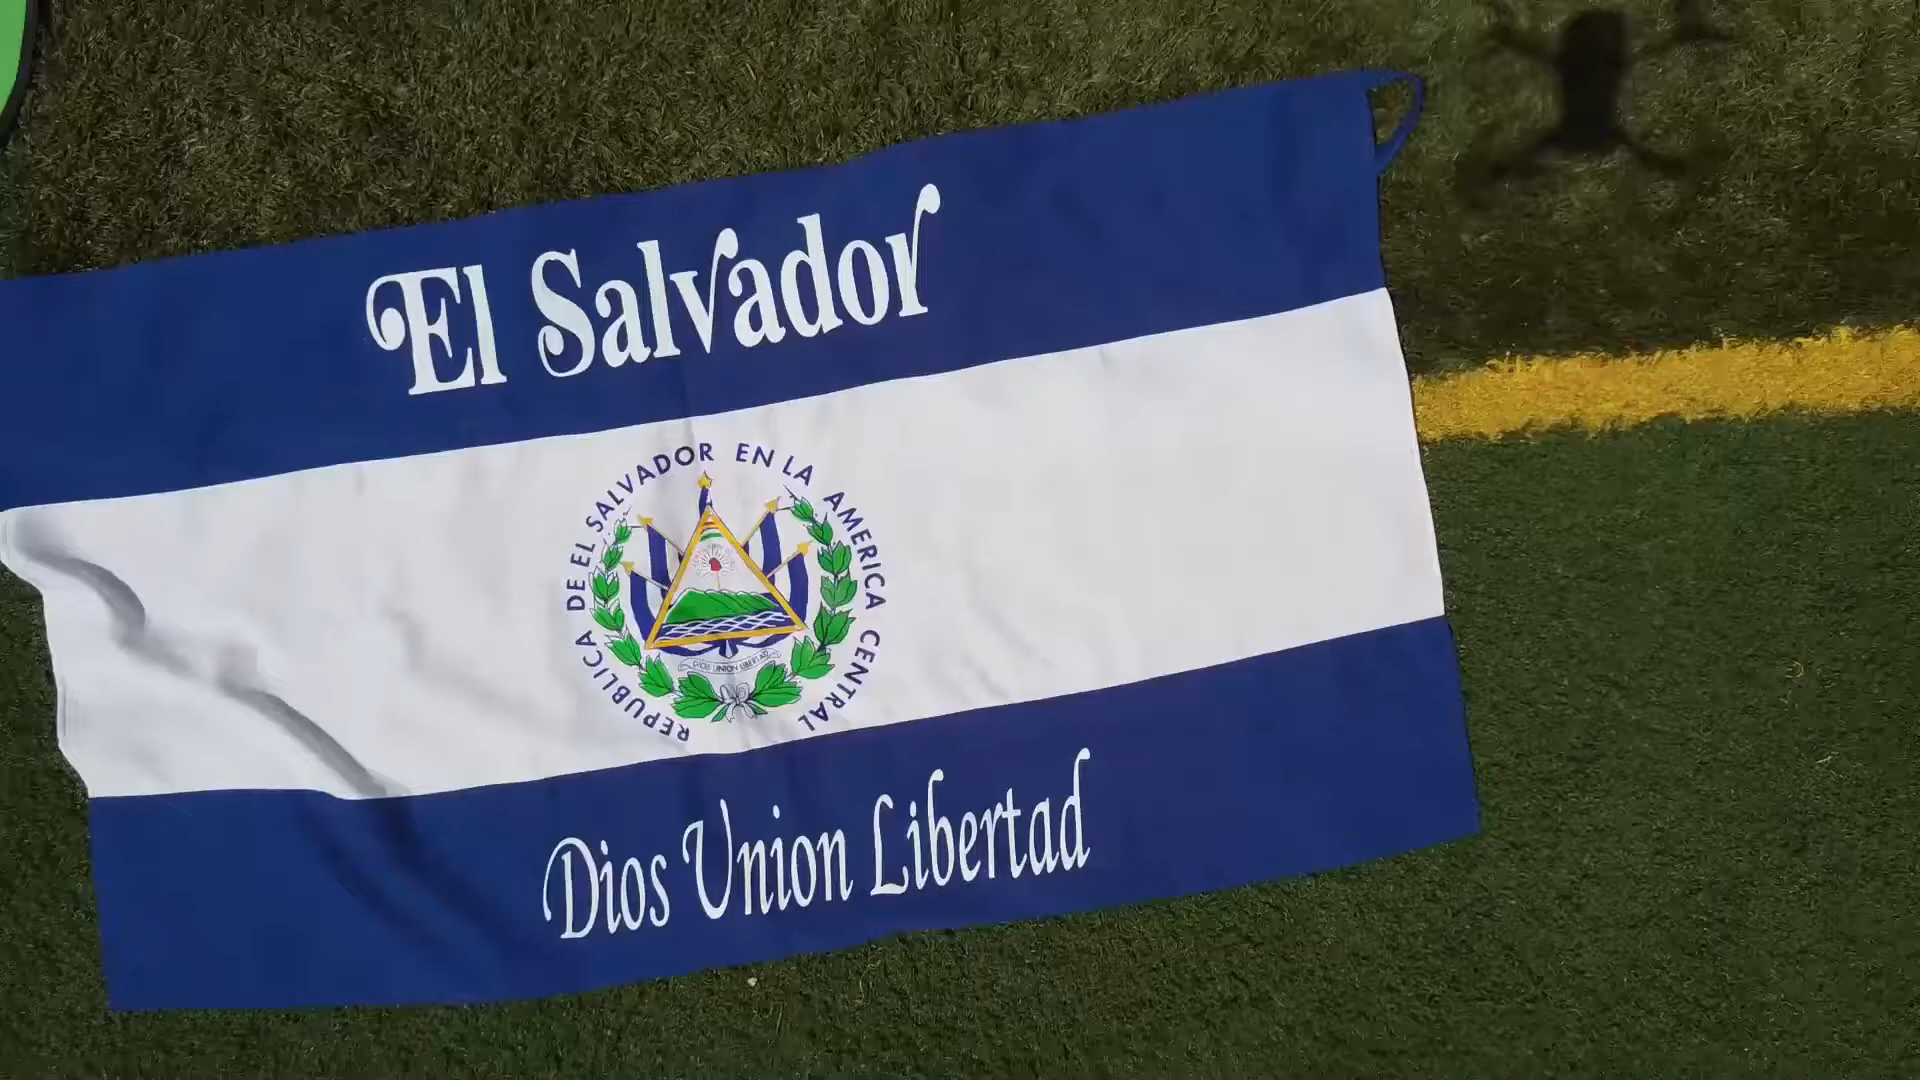 El Salvador
REPUBLICA DE EL SALVADOR EN LA AMERICA CENTRAL
DIOS UNION LIBERTAD
Dios Union Libertad